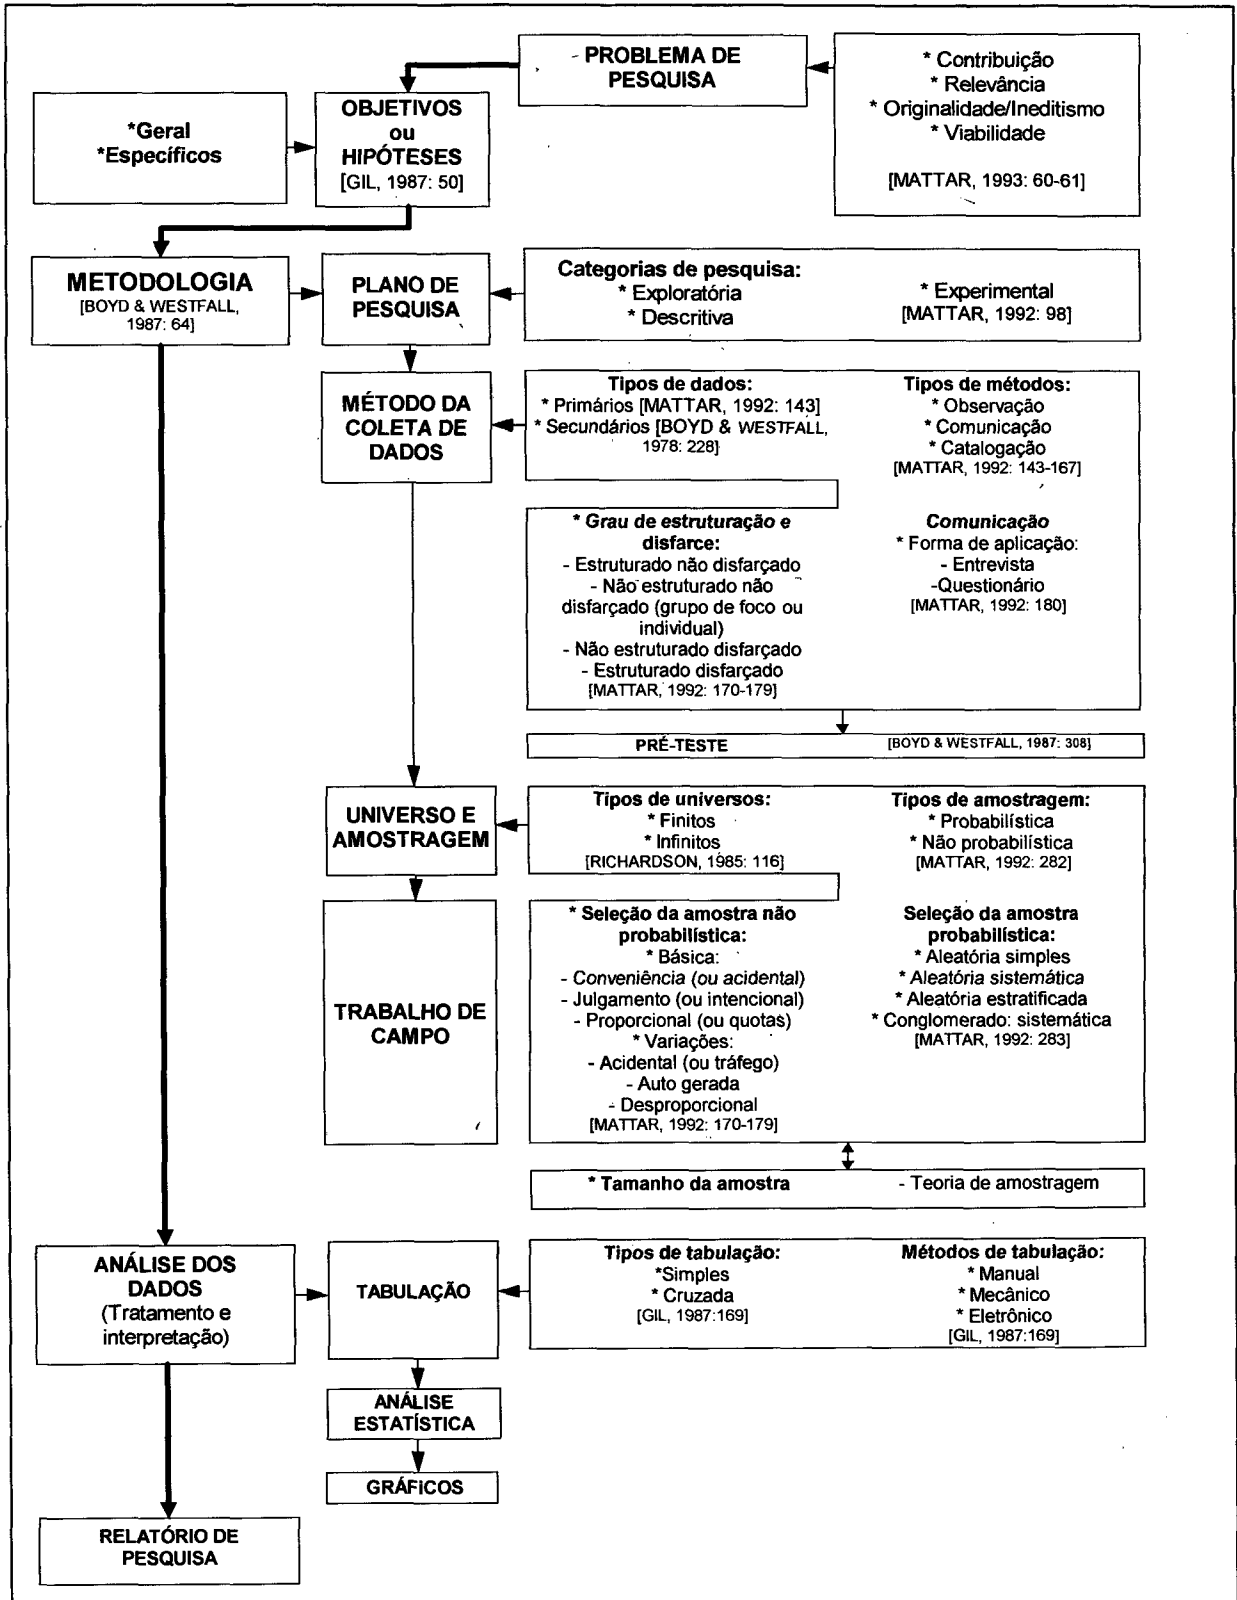 - PROBLEMA DE
PESQUISA
* Contribuição
* Relevância
* Originalidade/Ineditismo
* Viabilidade
[MATTAR, 1993: 60-61]
*Geral
*Específicos
OBJETIVOS
ou
HIPÓTESES
[GIL, 1987: 50]
METODOLOGIA
[BOYD & WESTFALL,
1987: 64]
PLANO DE
PESQUISA
Categorias de pesquisa:
* Exploratória
* Descritiva
* Experimental
[MATTAR, 1992: 98]
MÉTODO DA
COLETA DE
DADOS
Tipos de dados:
* Primários [MATTAR, 1992: 143]
* Secundários [BOYD & WESTFALL,
1978: 228]
Tipos de métodos:
* Observação
* Comunicação
* Catalogação
[MATTAR, 1992: 143-167]
* Grau de estruturação e
disfarce:
- Estruturado não disfarçado
- Não estruturado não
disfarçado (grupo de foco ou
individual)
- Não estruturado disfarçado
- Estruturado disfarçado
[MATTAR, 1992: 170-179]
Comunicação
* Forma de aplicação:
- Entrevista
-Questionário
[MATTAR, 1992: 180]
PRÉ-TESTE
[BOYD & WESTFALL, 1987: 308]
UNIVERSO E
AMOSTRAGEM
Tipos de universos:
* Finitos
* Infinitos
[RICHARDSON, 1985: 116]
Tipos de amostragem:
* Probabilística
* Não probabilística
[MATTAR, 1992: 282]
TRABALHO DE
CAMPO
* Seleção da amostra não
probabilística:
* Básica:
- Conveniência (ou acidental)
- Julgamento (ou intencional)
- Proporcional (ou quotas)
* Variações:
- Acidental (ou tráfego)
- Auto gerada
- Desproporcional
[MATTAR, 1992: 170-179]
Seleção da amostra
probabilística:
* Aleatória simples
* Aleatória sistemática
* Aleatória estratificada
* Conglomerado: sistemática
[MATTAR, 1992: 283]
* Tamanho da amostra
- Teoria de amostragem
ANÁLISE DOS
DADOS
(Tratamento e
interpretação)
TABULAÇÃO
Tipos de tabulação:
*Simples
* Cruzada
[GIL, 1987:169]
Métodos de tabulação:
* Manual
* Mecânico
* Eletrônico
[GIL, 1987:169]
ANÁLISE
ESTATÍSTICA
GRÁFICOS
RELATÓRIO DE
PESQUISA